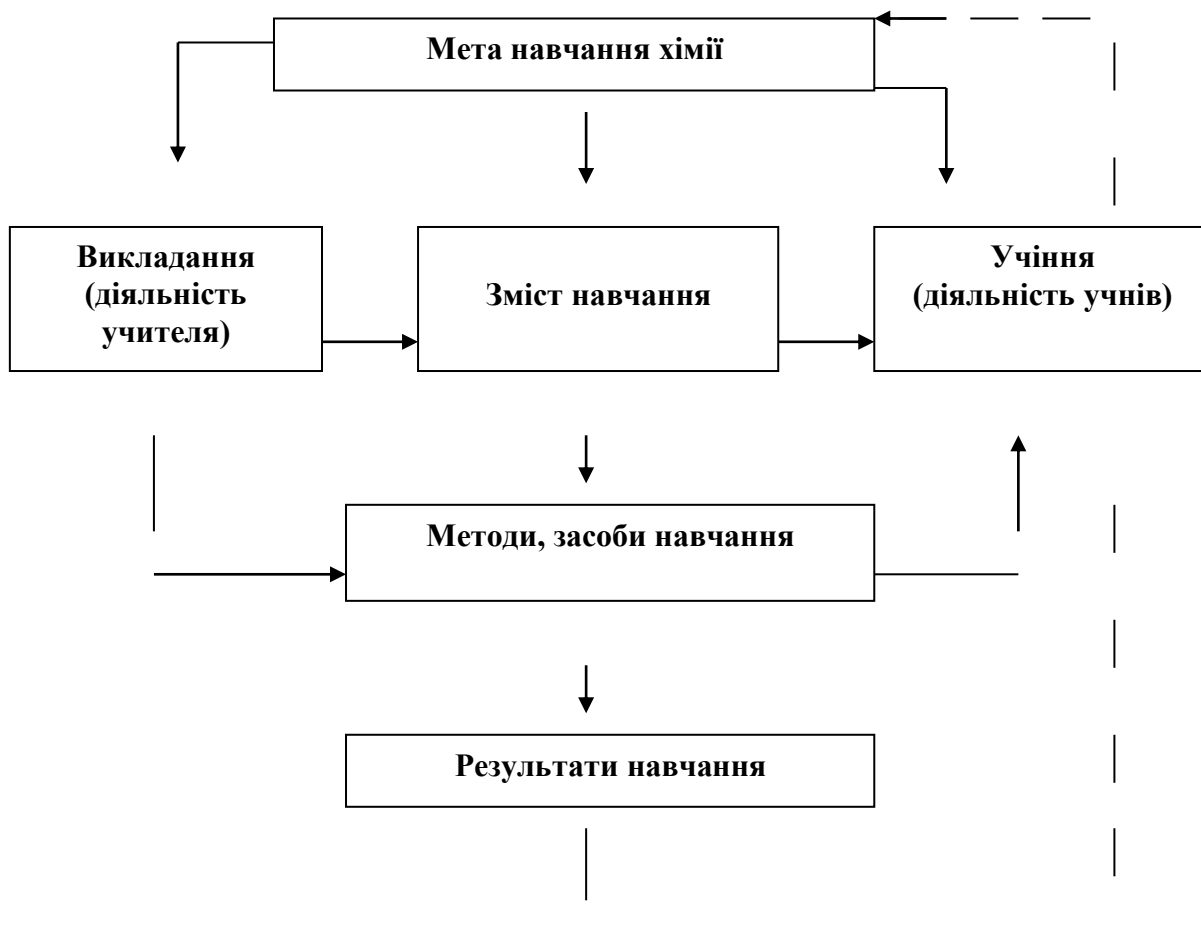 Мета навчання хімії
Викладання
(діяльність
учителя)
Зміст навчання
Учіння
(діяльність учнів)
Методи, засоби навчання
Результати навчання